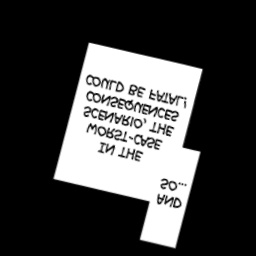 IN THE
WORST-CASE
SCENARIO, THE
CONSEQUENCES
COULD BE FATAL!
AND
SO...